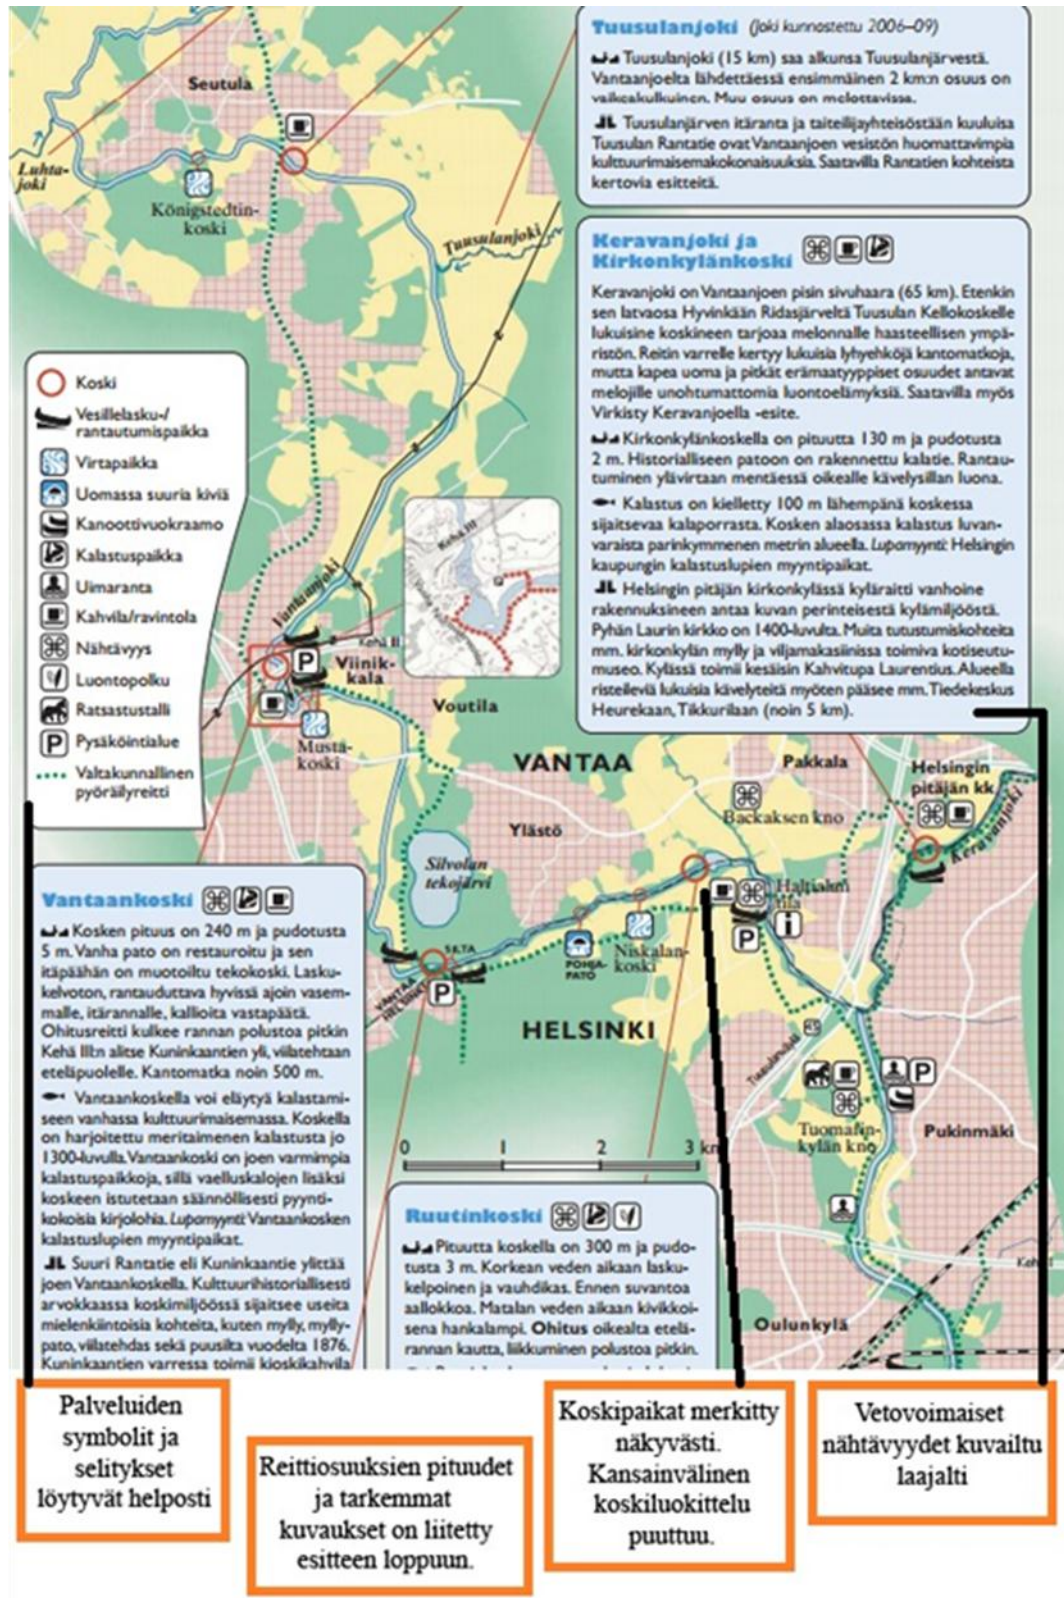 Tuusulanjoki (Joki kunnostettu 2006–09)
Tuusulanjoki (15 km) saa alkunsa Tuusulanjärvestä.
Vantaanjoelta lähdettäessä ensimmäinen 2 km:n osuus on
vaikeakulkuinen. Muu osuus on melottavissa.
Tuusulanjärven itäranta ja taiteilijayhteisöstään kuuluisa
Tuusulan Rantatie ovat Vantaanjoen vesistön huomattavimpia
kulttuurimaisemakokonaisuuksia. Saatavilla Rantatien kohteista
kertovia esitteitä.
Keravanjoki ja
Kirkonkylänkoski
Keravanjoki on Vantaanjoen pisin sivuhaara (65 km). Etenkin
sen latvaosa Hyvinkään Ridasjärveltä Tuusulan Kellokoskelle
lukuisine koskineen tarjoaa melonnalle haasteellisen ympä-
ristön. Reitin varrelle kertyy lukuisia lyhyehköjä kantomatkoja,
mutta kapea uoma ja pitkät erämaatyyppiset osuudet antavat
melojille unohtumattomia luontoelämyksiä. Saatavilla myös
Virkisty Keravanjoella -esite.
Kirkonkylänkoskella on pituutta 130 m ja pudotusta
2 m. Historialliseen patoon on rakennettu kalatie. Rantau-
tuminen ylävirtaan mentäessä oikealle kävelysillan luona.
Kalastus on kielletty 100 m lähempänä koskessa
sijaitsevaa kalaporrasta. Kosken alaosassa kalastus luvan-
varaista parinkymmenen metrin alueella. Lupamyynti: Helsingin
kaupungin kalastuslupien myyntipaikat.
Helsingin pitäjän kirkonkylässä kyläraitti vanhoine
rakennuksineen antaa kuvan perinteisestä kylämiljööstä.
Pyhän Laurin kirkko on 1400-luvulta. Muita tutustumiskohteita
mm. kirkonkylän mylly ja viljamakasiinissa toimiva kotiseutu-
museo. Kylässä toimii kesäisin Kahvitupa Laurentius. Alueella
risteileviä lukuisia kävelyteitä myöten pääsee mm. Tiedekeskus
Heurekaan, Tikkurilaan (noin 5 km).
Seutula
Luhta-
joki
Königstedtin-
koski
Tuusulanjoki
Koski
Vesillelasku-/
rantautumispaikka
Virtapaikka
Uomassa suuria kiviä
Kanoottivuokraamo
Kalastuspaikka
Uimaranta
Kahvila/ravintola
Nähtävyys
Luontopolku
Ratsastustalli
P Pysäköintialue
Valtakunnallinen
pyöräilyreitti
Kehä III
Vantaanjoki
Kehä III
P
Viinik-
kala
Voutila
Musta-
koski
VANTAA
Pakkala
Helsingin
pitäjän kk
Backaksen kno
Keravanjoki
Ylästö
Silvolan
tekojärvi
Haltialan
tila
P
i
SILTA
POHJA-
PATO
Niskalan-
koski
P
VANTAA
HELSINKI
HELSINKI
45
Tuusulantie
P
Tuomarin-
kylän kno
Pukinmäki
0 1 2 3 km
Oulunkylä
Vantaankoski
Kosken pituus on 240 m ja pudotusta
5 m. Vanha pato on restauroitu ja sen
itäpäähän on muotoiltu tekokoski. Lasku-
kelvoton, rantauduttava hyvissä ajoin vasem-
malle, itärannalle, kallioita vastapäätä.
Ohitusreitti kulkee rannan polustoa pitkin
Kehä III:n alitse Kuninkaantien yli, viilatehtaan
eteläpuolelle. Kantomatka noin 500 m.
Vantaankoskella voi eläytyä kalastami-
seen vanhassa kulttuurimaisemassa. Koskella
on harjoitettu meritaimenen kalastusta jo
1300-luvulla. Vantaankoski on joen varmimpia
kalastuspaikkoja, sillä vaelluskalojen lisäksi
koskeen istutetaan säännöllisesti pyynti-
kokoisia kirjolohia. Lupamyynti: Vantaankosken
kalastuslupien myyntipaikat.
Suuri Rantatie eli Kuninkaantie ylittää
joen Vantaankoskella. Kulttuurihistoriallisesti
arvokkaassa koskimiljöössä sijaitsee useita
mielenkiintoisia kohteita, kuten mylly, mylly-
pato, viilatehdas sekä puusilta vuodelta 1876.
Kuninkaantien varressa toimii kioskikahvila
Ruutinkoski
Pituutta koskella on 300 m ja pudo-
tusta 3 m. Korkean veden aikaan lasku-
kelpoinen ja vauhdikas. Ennen suvantoa
aallokkoa. Matalan veden aikaan kivikkoi-
sena hankalampi. Ohitus oikealta etelä-
rannan kautta, liikkuminen polustoa pitkin.
Palveluiden
symbolit ja
selitykset
löytyvät helposti
Reittiosuuksien pituudet
ja tarkemmat
kuvaukset on liitetty
esitteen loppuun.
Koskipaikat merkitty
näkyvästi.
Kansainvälinen
koskiluokittelu
puuttuu.
Vetovoimaiset
nähtävyydet kuvailtu
laajalti